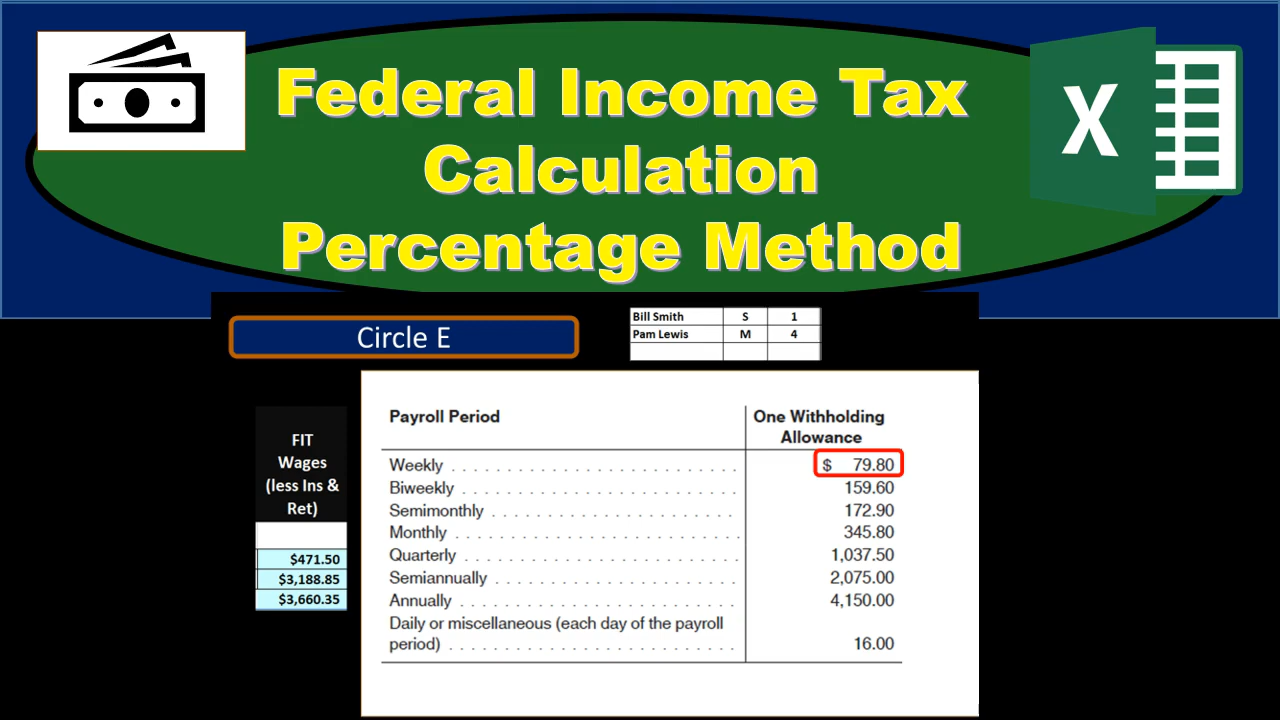 Federal Income Tax
Calculation
Percentage Method
X
Circle E
Bill Smith S 1
Pam Lewis M 4
FIT
Wages
(less Ins &
Ret)
$471.50
$3,188.85
$3,660.35
Payroll Period One Withholding
Allowance
Weekly . . . . . . . . . . . . . . . . . . . . . . . . . . $ 79.80
Biweekly . . . . . . . . . . . . . . . . . . . . . . . . . 159.60
Semimonthly . . . . . . . . . . . . . . . . . . . . . . 172.90
Monthly . . . . . . . . . . . . . . . . . . . . . . . . . . 345.80
Quarterly . . . . . . . . . . . . . . . . . . . . . . . . . 1,037.50
Semiannually . . . . . . . . . . . . . . . . . . . . . . 2,075.00
Annually . . . . . . . . . . . . . . . . . . . . . . . . . 4,150.00
Daily or miscellaneous (each day of the payroll
period) . . . . . . . . . . . . . . . . . . . . . . . . . . 16.00